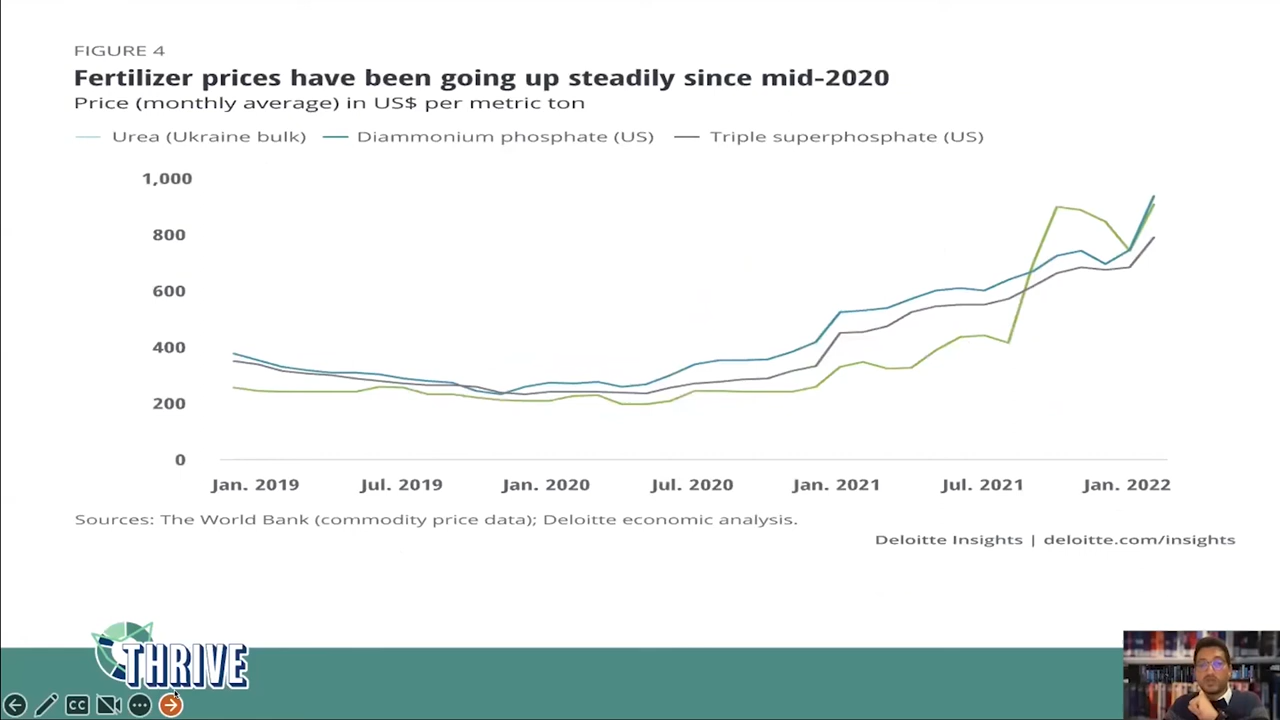 FIGURE 4
Fertilizer prices have been going up steadily since mid-2020
Price (monthly average) in US$ per metric ton
Urea (Ukraine bulk) Diammonium phosphate (US) Triple superphosphate (US)
1,000
800
600
400
200
0
Jan. 2019 Jul. 2019 Jan. 2020 Jul. 2020 Jan. 2021 Jul. 2021 Jan. 2022
Sources: The World Bank (commodity price data); Deloitte economic analysis.
Deloitte Insights | deloitte.com/insights
THRIVE
CC